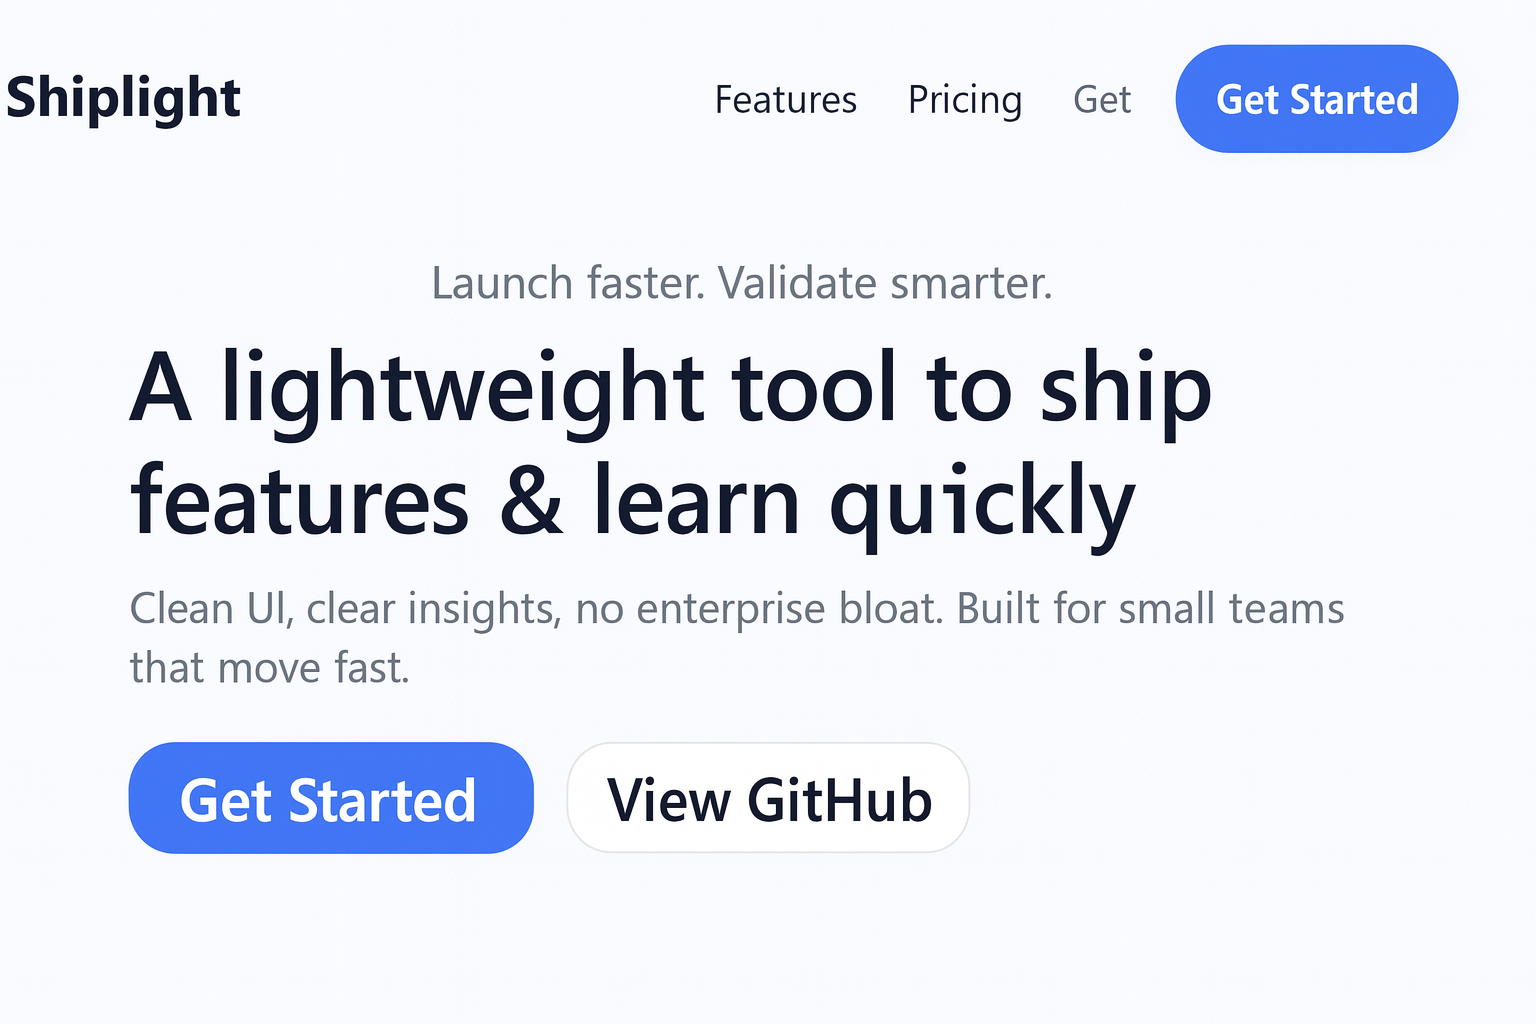 Shiplight
Features Pricing Get Get Started
Launch faster. Validate smarter.
A lightweight tool to ship
features & learn quickly
Clean UI, clear insights, no enterprise bloat. Built for small teams
that move fast.
Get Started View GitHub